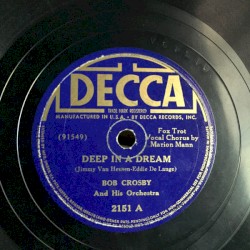 DECCA
MANUFACTURED IN U.S.A. · BY DECCA RECORDS, INC.
(91549)
Fox Trot
Vocal Chorus by
Marion Mann
DEEP IN A DREAM
(Jimmy Van Heusen-Eddie De Lange)
BOB CROSBY
And His Orchestra
2151 A